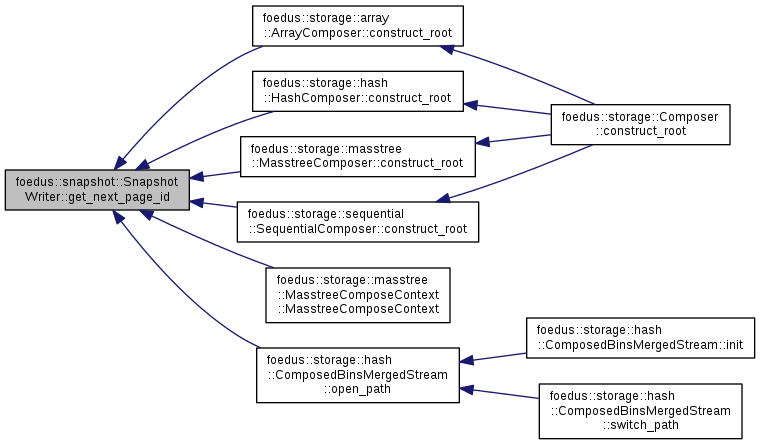 foedus::storage::array
::ArrayComposer::construct_root
foedus::storage::hash
::HashComposer::construct_root
foedus::storage::Composer
::construct_root
foedus::storage::masstree
::MasstreeComposer::construct_root
foedus::snapshot::Snapshot
Writer::get_next_page_id
foedus::storage::sequential
::SequentialComposer::construct_root
foedus::storage::masstree
::MasstreeComposeContext
::MasstreeComposeContext
foedus::storage::hash
::ComposedBinsMergedStream::init
foedus::storage::hash
::ComposedBinsMergedStream
::open_path
foedus::storage::hash
::ComposedBinsMergedStream
::switch_path